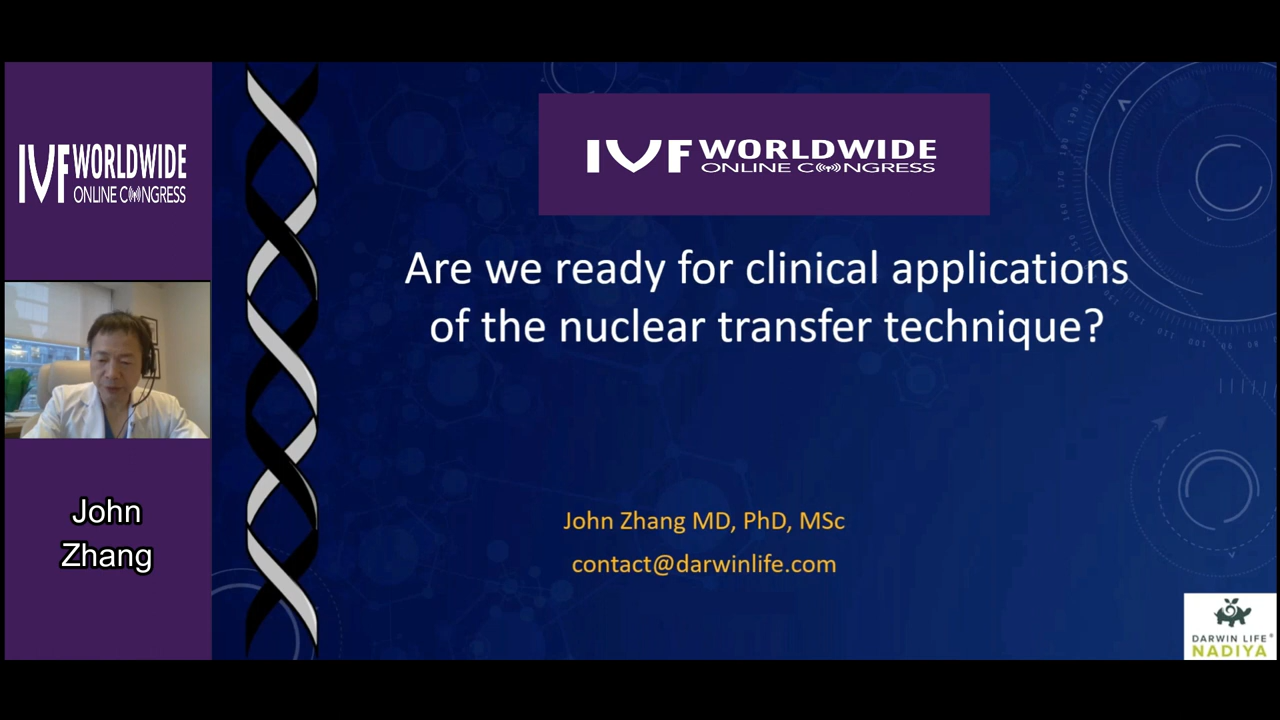 IVF WORLDWIDE
ONLINE CONGRESS
John
Zhang
IVF WORLDWIDE
ONLINE CONGRESS
Are we ready for clinical applications
of the nuclear transfer technique?
John Zhang MD, PhD, MSc
contact@darwinlife.com
DARWIN LIFE®
NADIYA